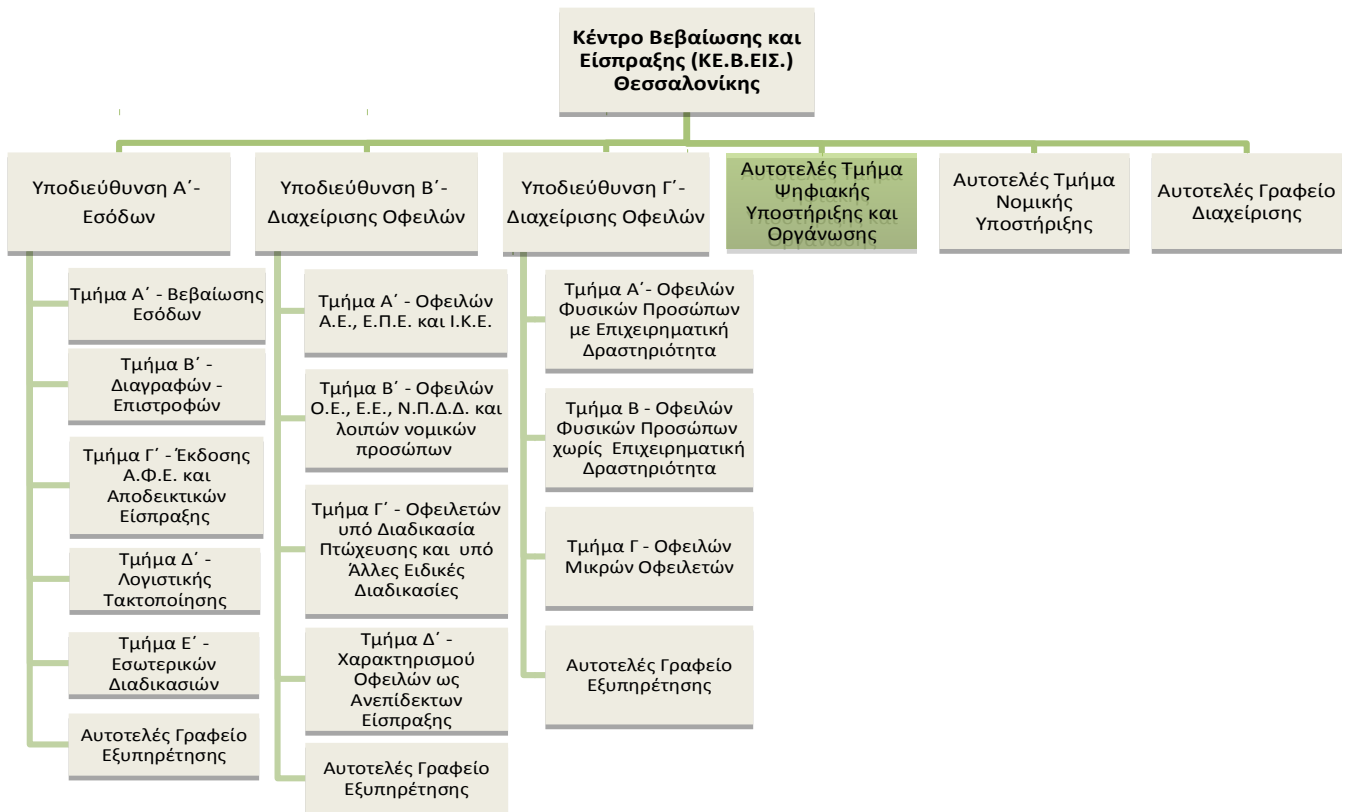 Κέντρο Βεβαίωσης και
Είσπραξης (ΚΕ.Β.ΕΙΣ.)
Θεσσαλονίκης
Υποδιεύθυνση Α΄-
Εσόδων
Υποδιεύθυνση Β΄-
Διαχείρισης Οφειλών
Υποδιεύθυνση Γ΄-
Διαχείρισης Οφειλών
Αυτοτελές Τμήμα
Ψηφιακής
Υποστήριξης και
Οργάνωσης
Αυτοτελές Τμήμα
Νομικής
Υποστήριξης
Αυτοτελές Γραφείο
Διαχείρισης
Τμήμα Α΄ - Βεβαίωσης
Εσόδων
Τμήμα Β΄ -
Διαγραφών -
Επιστροφών
Τμήμα Γ΄ - Έκδοσης
Α.Φ.Ε. και
Αποδεικτικών
Είσπραξης
Τμήμα Δ΄ -
Λογιστικής
Τακτοποίησης
Τμήμα Ε΄ -
Εσωτερικών
Διαδικασιών
Αυτοτελές Γραφείο
Εξυπηρέτησης
Τμήμα Α΄ - Οφειλών
Α.Ε., Ε.Π.Ε. και Ι.Κ.Ε.
Τμήμα Β΄ - Οφειλών
Ο.Ε., Ε.Ε., Ν.Π.Δ.Δ. και
λοιπών νομικών
προσώπων
Τμήμα Γ΄ - Οφειλετών
υπό Διαδικασία
Πτώχευσης και υπό
Άλλες Ειδικές
Διαδικασίες
Τμήμα Δ΄ -
Χαρακτηρισμού
Οφειλών ως
Ανεπίδεκτων
Είσπραξης
Αυτοτελές Γραφείο
Εξυπηρέτησης
Τμήμα Α΄- Οφειλών
Φυσικών Προσώπων
με Επιχειρηματική
Δραστηριότητα
Τμήμα Β - Οφειλών
Φυσικών Προσώπων
χωρίς Επιχειρηματική
Δραστηριότητα
Τμήμα Γ - Οφειλών
Μικρών Οφειλετών
Αυτοτελές Γραφείο
Εξυπηρέτησης